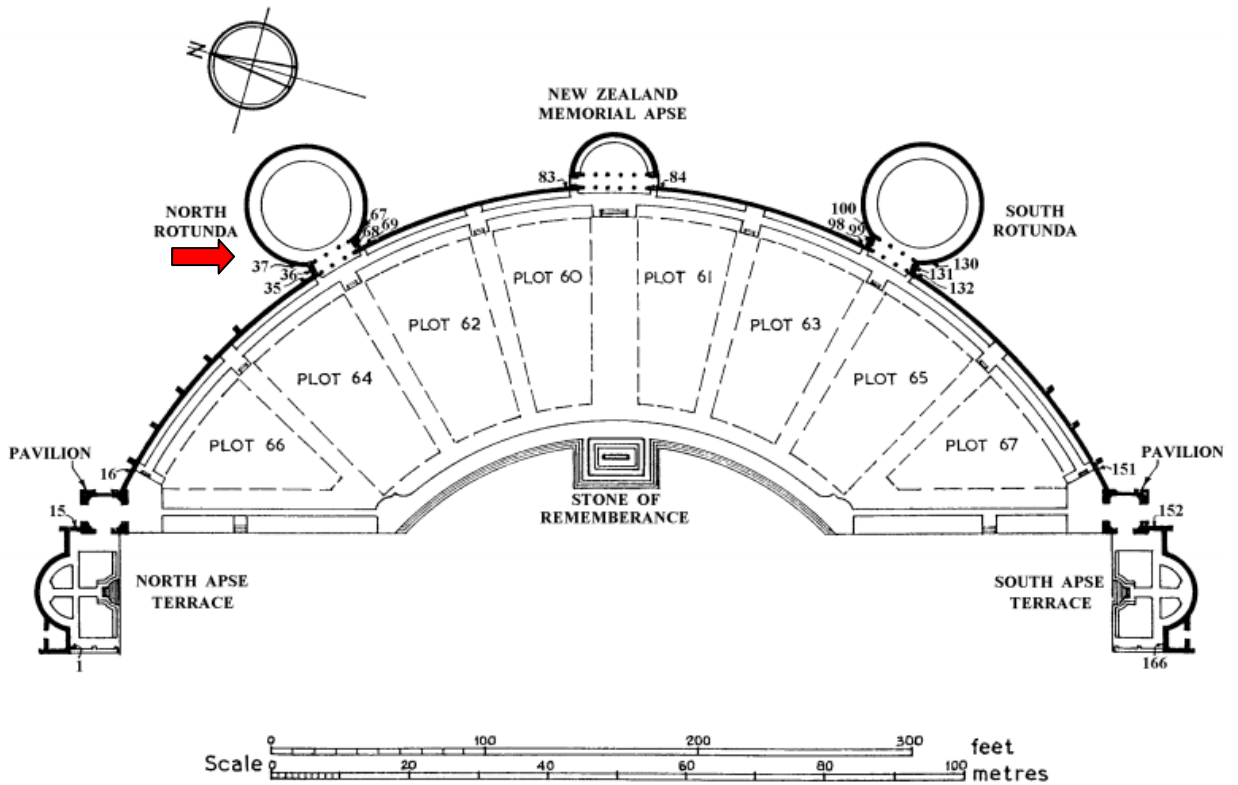 N
NEW ZEALAND
MEMORIAL APSE
83
84
NORTH
ROTUNDA
67
69
68
37
36
35
SOUTH
ROTUNDA
100
98
99
130
131
132
PLOT 60
PLOT 61
PLOT 62
PLOT 63
PLOT 64
PLOT 65
PLOT 66
PLOT 67
PAVILION
16
15
PAVILION
151
152
STONE OF
REMEMBERANCE
NORTH APSE
TERRACE
SOUTH APSE
TERRACE
1
166
Scale
0 100 200 300 feet
0 20 40 60 80 100 metres